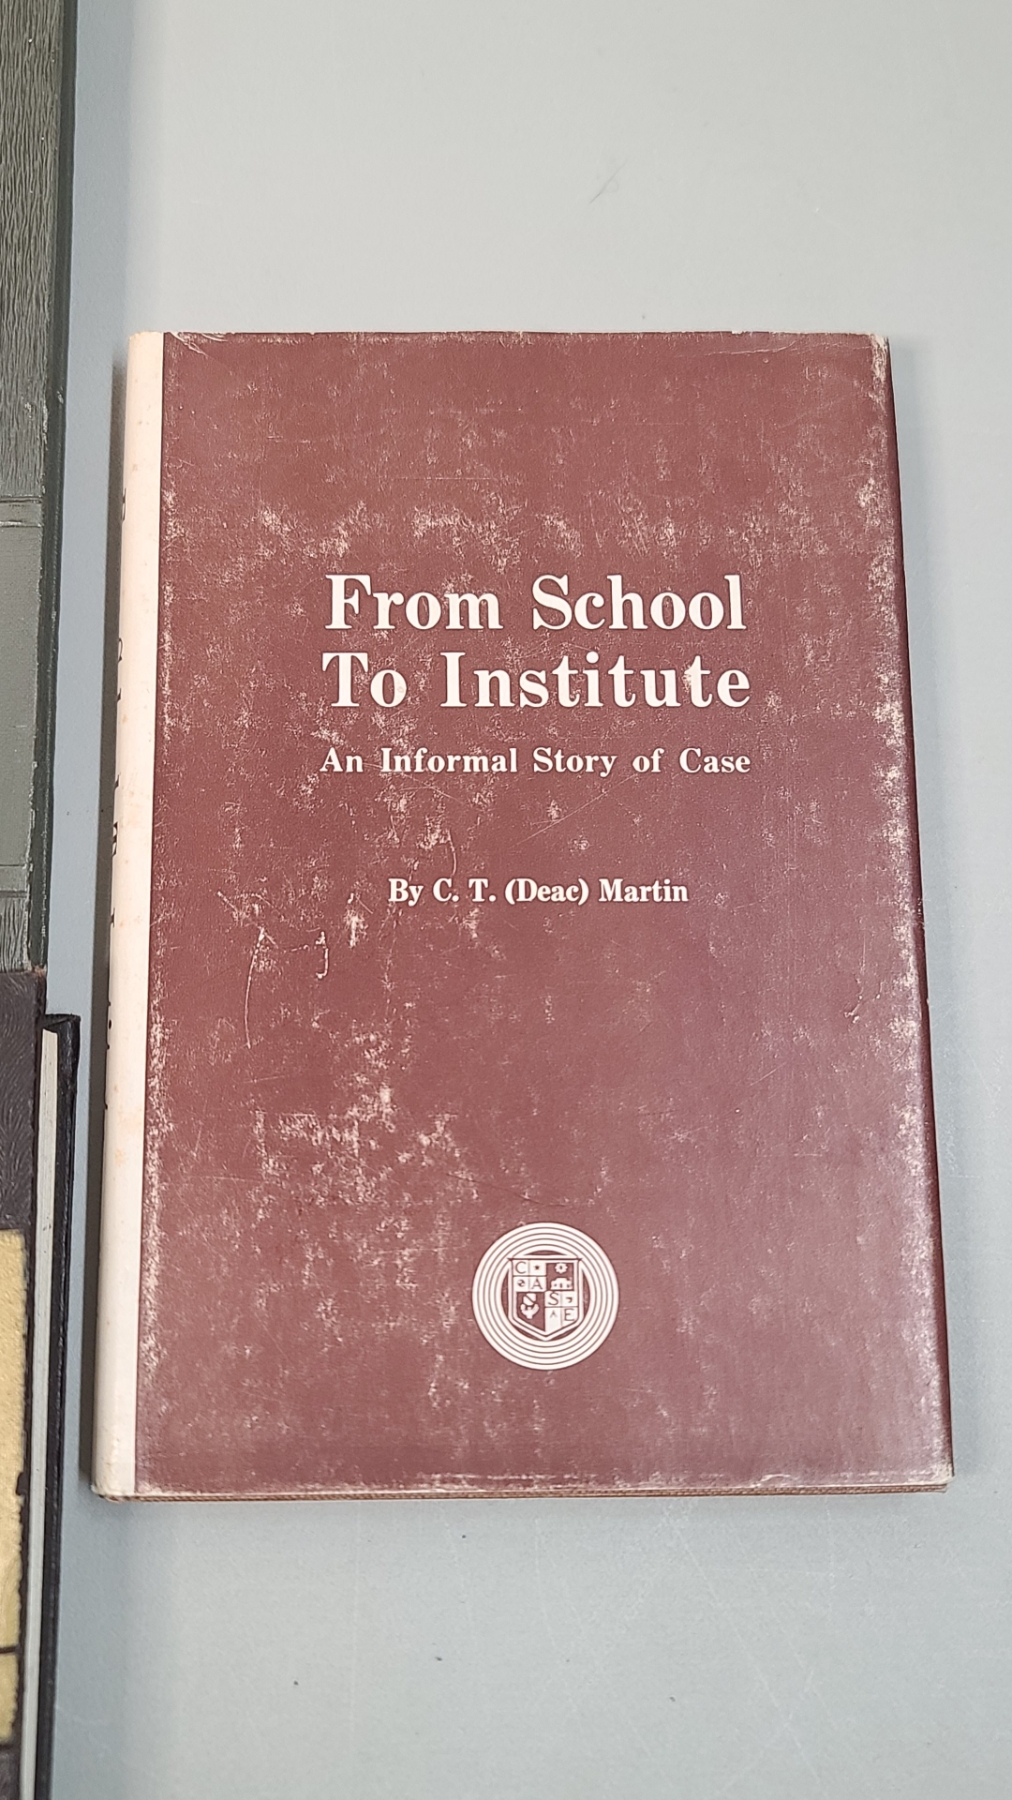 From School
To Institute
An Informal Story of Case
By C. T. (Deac) Martin
C
A
S
E